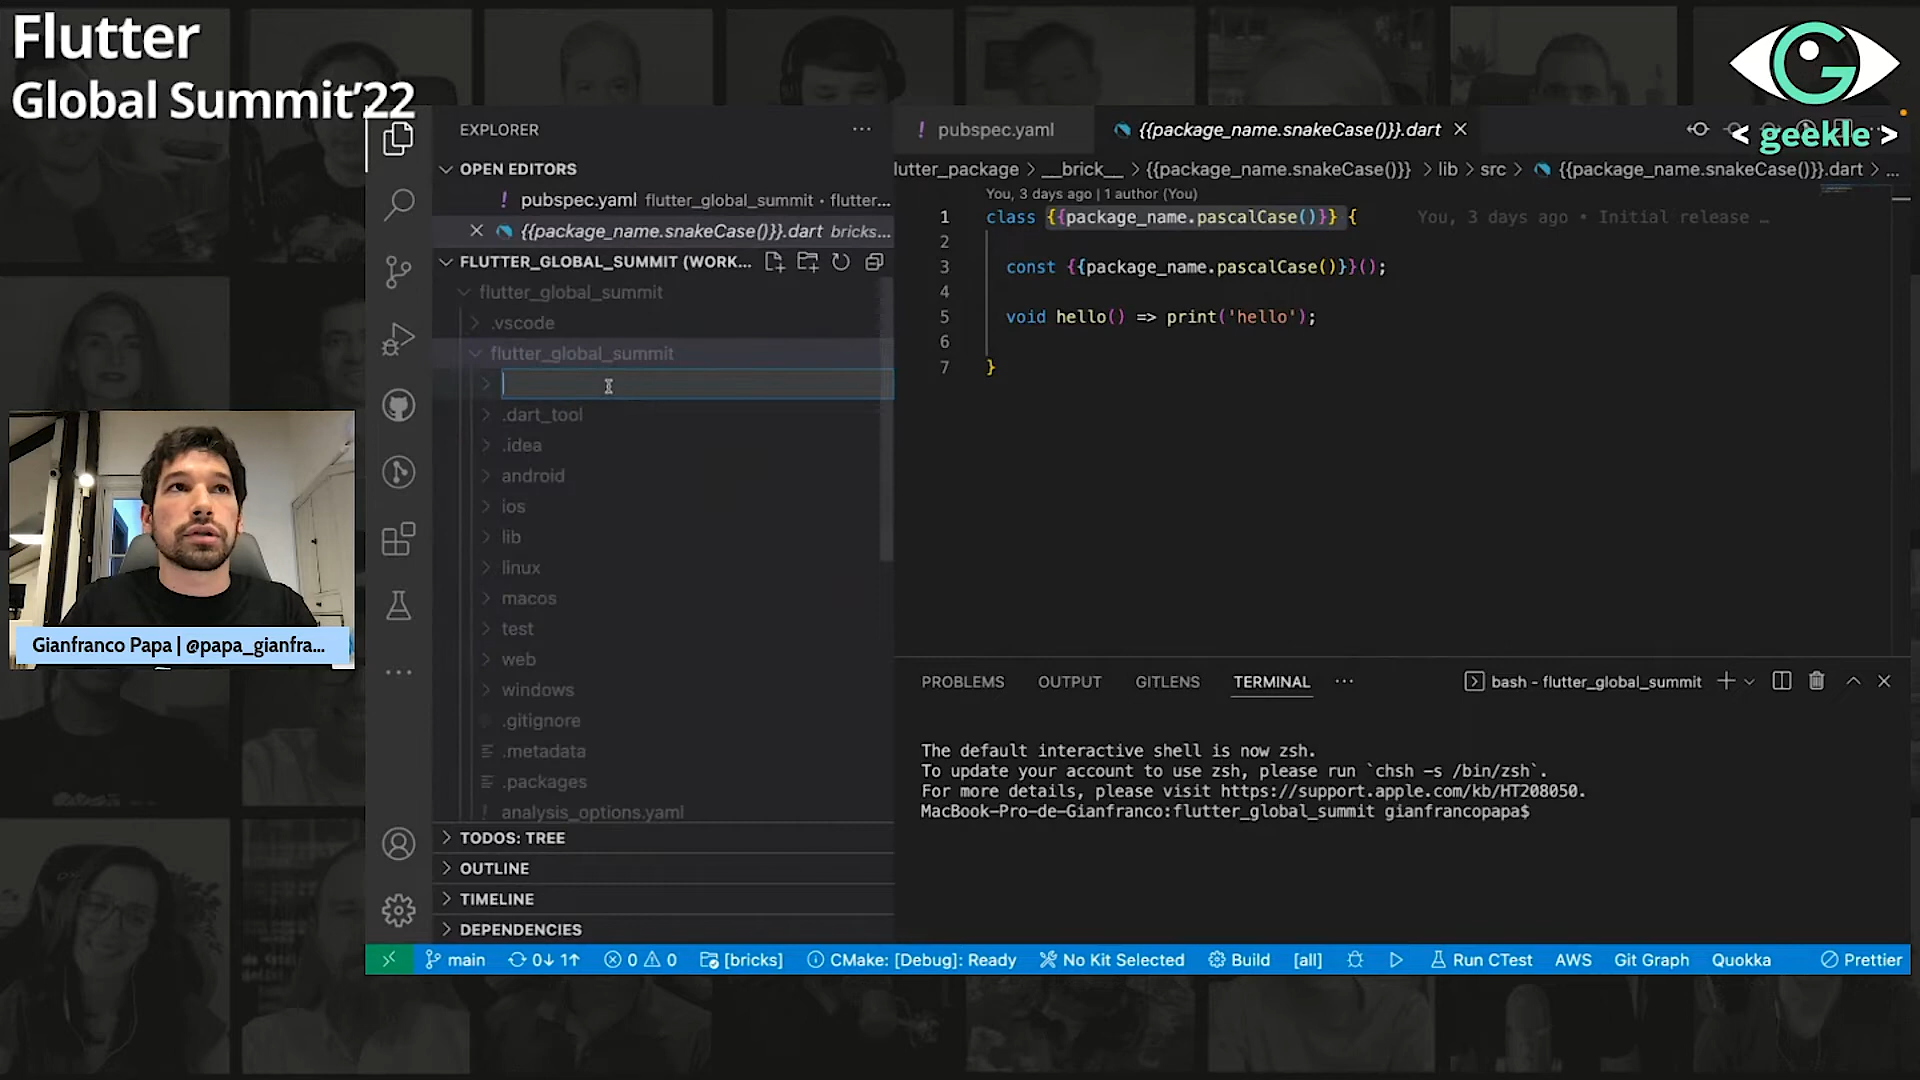 Flutter
Global Summit'22
< geekle >
EXPLORER
OPEN EDITORS
! pubspec.yaml flutter_global_summit • flutter...
{{package_name.snakeCase()}}.dart bricks...
FLUTTER_GLOBAL_SUMMIT (WORK...
flutter_global_summit
.vscode
flutter_global_summit
.dart_tool
.idea
android
ios
lib
linux
macos
test
web
windows
.gitignore
.metadata
.packages
! analysis_options.yaml
TODOS: TREE
OUTLINE
TIMELINE
DEPENDENCIES
! pubspec.yaml
{{package_name.snakeCase()}}.dart
lutter_package > __brick__ > {{package_name.snakeCase()}} > lib > src > {{package_name.snakeCase()}}.dart > ...
You, 3 days ago | 1 author (You)
1 class {{package_name.pascalCase()}} { You, 3 days ago • Initial release …
2
3 const {{package_name.pascalCase()}}();
4
5 void hello() => print('hello');
6
7 }
PROBLEMS OUTPUT GITLENS TERMINAL ... bash - flutter_global_summit
The default interactive shell is now zsh.
To update your account to use zsh, please run `chsh -s /bin/zsh`.
For more details, please visit https://support.apple.com/kb/HT208050.
MacBook-Pro-de-Gianfranco:flutter_global_summit gianfrancopapa$
Gianfranco Papa | @papa_gianfra...
main 0↓ 1↑ 0 0 [bricks] CMake: [Debug]: Ready No Kit Selected Build [all] Run CTest AWS Git Graph Quokka Prettier